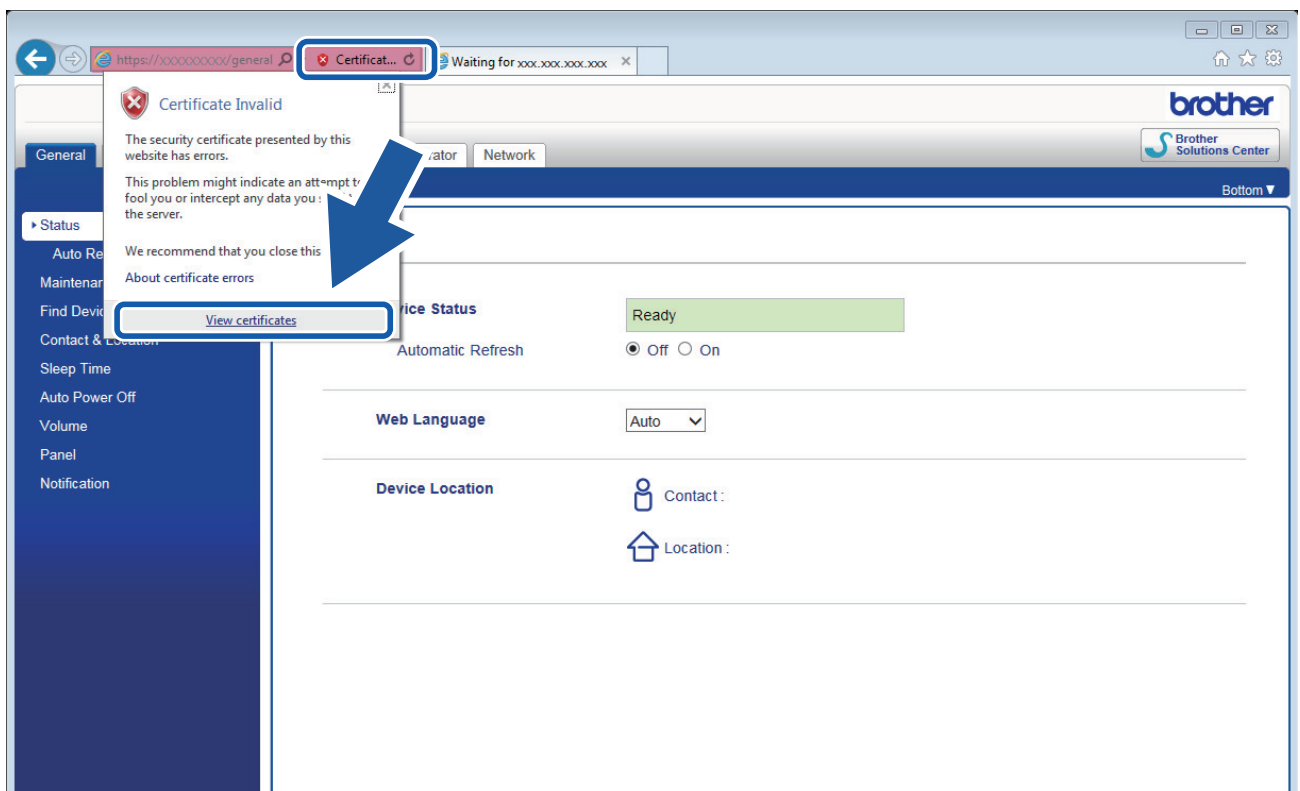 https://xxxxxxxxx/general
Certificat...
Waiting for xxx.xxx.xxx.xxx
Certificate Invalid
The security certificate presented by this
website has errors.
This problem might indicate an attempt t
fool you or intercept any data you s
the server.
We recommend that you close this
About certificate errors
View certificates
brother
Brother
Solutions Center
General
rator
Network
Bottom▼
Status
Auto Re
Maintenan
Find Devic
Contact & Location
Sleep Time
Auto Power Off
Volume
Panel
Notification
vice Status
Ready
Automatic Refresh
Off
On
Web Language
Auto
Device Location
Contact :
Location :